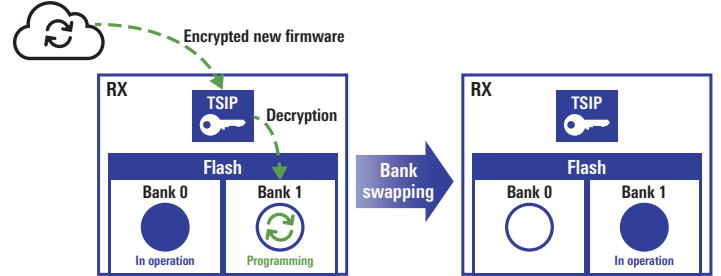 Encrypted new firmware
RX
TSIP
Decryption
Flash
Bank 0
Bank 1
In operation
Programming
Bank
swapping
RX
TSIP
Flash
Bank 0
Bank 1
In operation